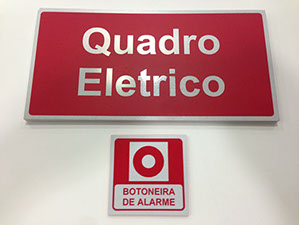 Quadro
Eletrico
BOTONEIRA
DE ALARME